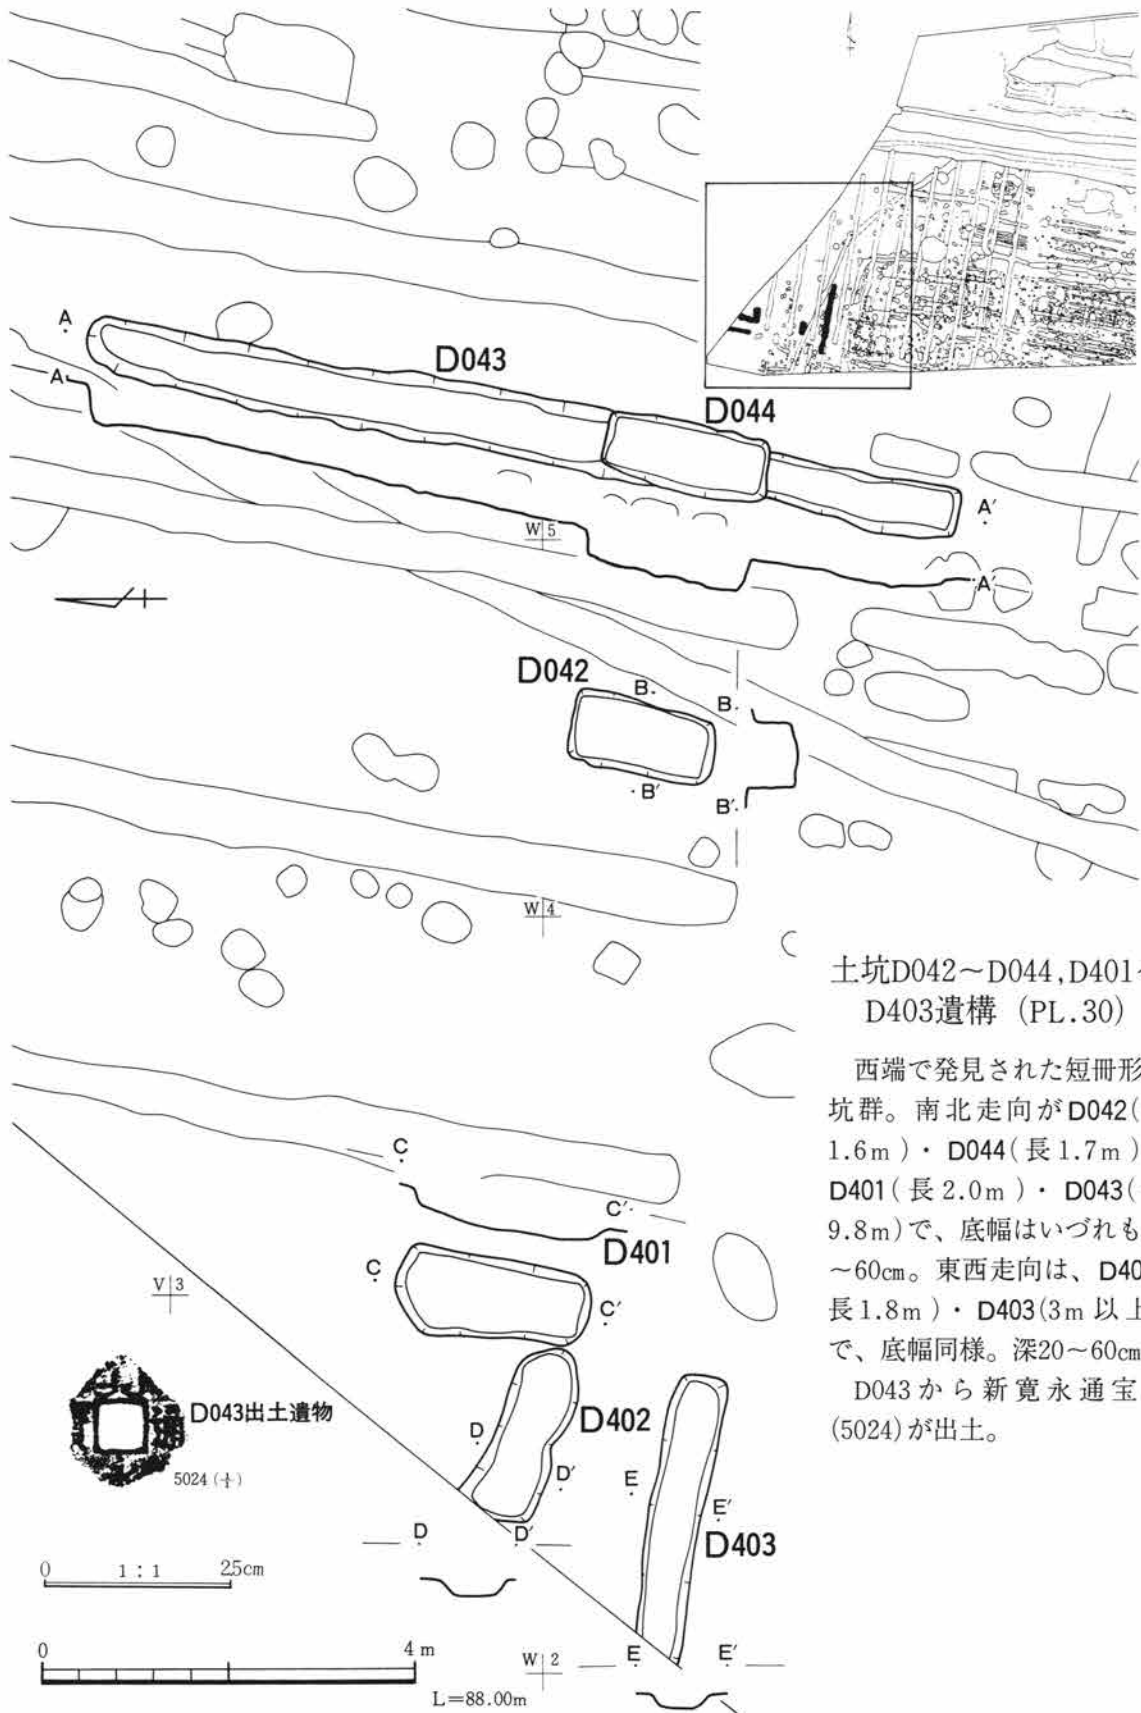 A
D043
A
D044
A'
W 5
A'
D042
B
B
B'
B'
W 4
土坑D042～D044,D401～
D403遺構（PL.30）
西端で発見された短冊形
坑群。南北走向がD042(
1.6m）・D044(長1.7m)
D401(長2.0m）・D043(
9.8m)で、底幅はいづれも
～60cm。東西走向は、D40
長1.8m）・D403(3m以上
で、底幅同様。深20～60cm
D043から新寛永通宝
(5024)が出土。
C
C'
D401
C
C'
V 3
D402
D
D'
D043出土遺物
5024
E
E'
D403
D
D'
0 1：1 2.5cm
0 4 m
L＝88.00m
W 2
E
E'